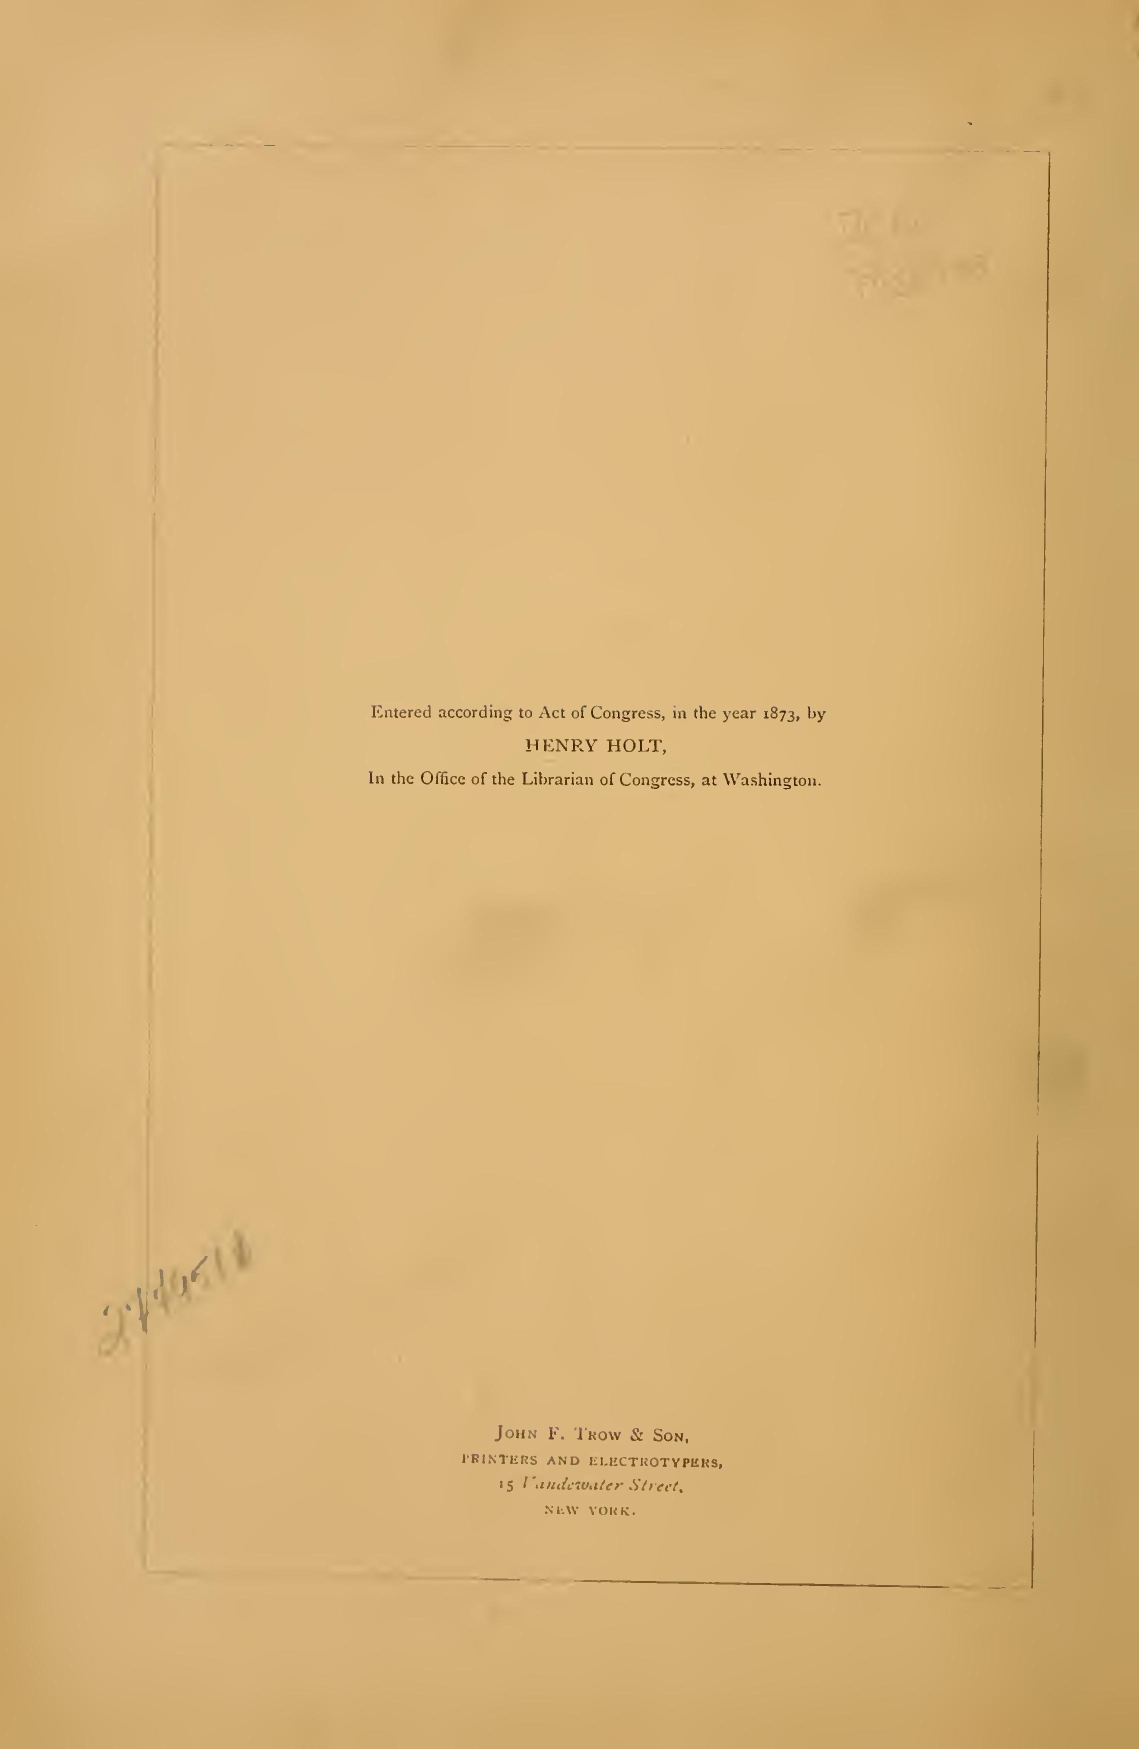 Entered according to Act of Congress, in the year 1873, by
HENRY HOLT,
In the Office of the Librarian of Congress, at Washington.
JOHN F. TROW & SON,
PRINTERS AND ELECTROTYPERS,
15 Vandewater Street,
NEW YORK.